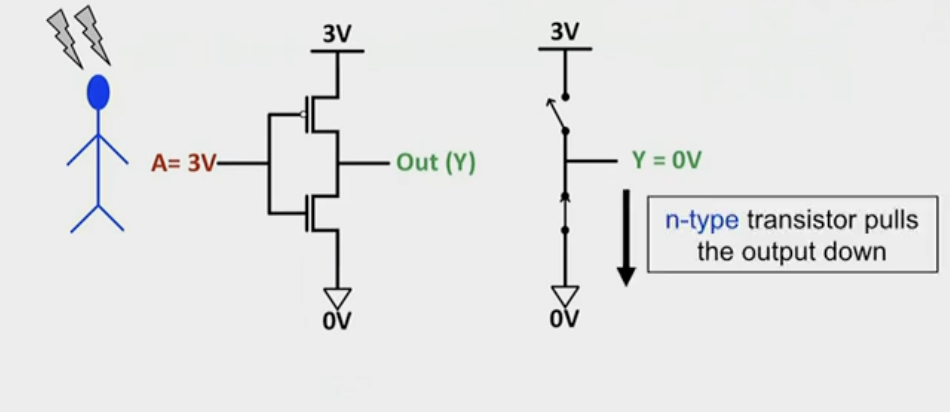 3V
A= 3V
Out (Y)
0V
3V
Y = 0V
n-type transistor pulls
the output down
0V